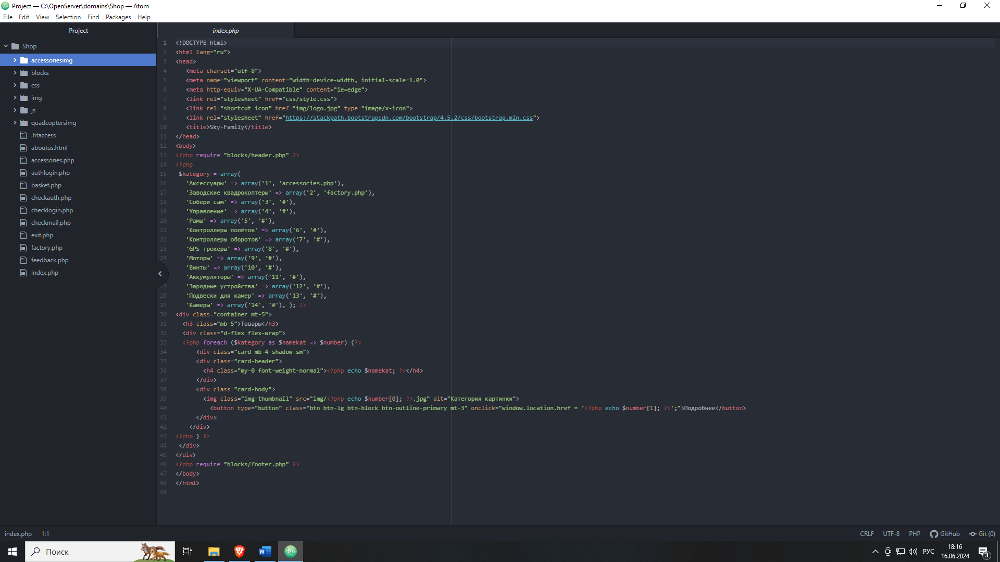 Project — C:\OpenServer\domains\Shop — Atom
File Edit View Selection Find Packages Help
Project
Shop
accessoriesimg
blocks
css
img
js
quadcoptersimg
.htaccess
aboutus.html
accessories.php
authlogin.php
basket.php
checkauth.php
checklogin.php
checkmail.php
exit.php
factory.php
feedback.php
index.php
index.php
1 <!DOCTYPE html>
2 <html lang="ru">
3 <head>
4 <meta charset="utf-8">
5 <meta name="viewport" content="width=device-width, initial-scale=1.0">
6 <meta http-equiv="X-UA-Compatible" content="ie=edge">
7 <link rel="stylesheet" href="css/style.css">
8 <link rel="shortcut icon" href="img/logo.jpg" type="image/x-icon">
9 <link rel="stylesheet" href="https://stackpath.bootstrapcdn.com/bootstrap/4.5.2/css/bootstrap.min.css">
10 <title>Sky-Family</title>
11 </head>
12 <body>
13 <?php require "blocks/header.php" ?>
14 <?php
15 $kategory = array(
16 'Аксессуары' => array('1', 'accessories.php'),
17 'Заводские квадрокоптеры' => array('2', 'factory.php'),
18 'Собери сам' => array('3', '#'),
19 'Управление' => array('4', '#'),
20 'Рамы' => array('5', '#'),
21 'Контроллеры полётов' => array('6', '#'),
22 'Контроллеры оборотов' => array('7', '#'),
23 'GPS трекеры' => array('8', '#'),
24 'Моторы' => array('9', '#'),
'Винты' => array('10', '#'),
'Аккумуляторы' => array('11', '#'),
27 'Зарядные устройства' => array('12', '#'),
28 'Подвески для камер' => array('13', '#'),
29 'Камеры' => array('14', '#'), ); ?>
30 <div class="container mt-5">
31 <h3 class="mb-5">Товары</h3>
32 <div class="d-flex flex-wrap">
33 <?php foreach ($kategory as $namekat => $number) {?>
34 <div class="card mb-4 shadow-sm">
35 <div class="card-header">
36 <h4 class="my-0 font-weight-normal"><?php echo $namekat; ?></h4>
37 </div>
38 <div class="card-body">
39 <img class="img-thumbnail" src="img/<?php echo $number[0]; ?>.jpg" alt="Категория картинки">
40 <button type="button" class="btn btn-lg btn-block btn-outline-primary mt-3" onclick="window.location.href = '<?php echo $number[1]; ?>';">Подробнее</button>
41 </div>
42 </div>
43 <?php } ?>
44 </div>
45 </div>
46 <?php require "blocks/footer.php" ?>
47 </body>
48 </html>
49
index.php 1:1 CRLF UTF-8 PHP GitHub Git (0)
Поиск РУС 18:16
16.06.2024 3